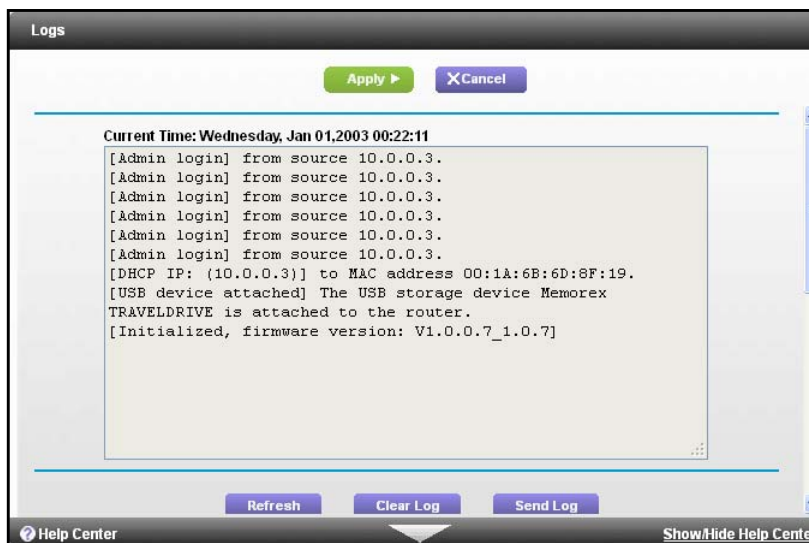 Logs
Apply
Cancel
Current Time: Wednesday, Jan 01,2003 00:22:11
[Admin login] from source 10.0.0.3.
[Admin login] from source 10.0.0.3.
[Admin login] from source 10.0.0.3.
[Admin login] from source 10.0.0.3.
[Admin login] from source 10.0.0.3.
[Admin login] from source 10.0.0.3.
[DHCP IP: (10.0.0.3)] to MAC address 00:1A:6B:6D:8F:19.
[USB device attached] The USB storage device Memorex
TRAVELDRIVE is attached to the router.
[Initialized, firmware version: V1.0.0.7_1.0.7]
Refresh
Clear Log
Send Log
Help Center
Show/Hide Help Cente